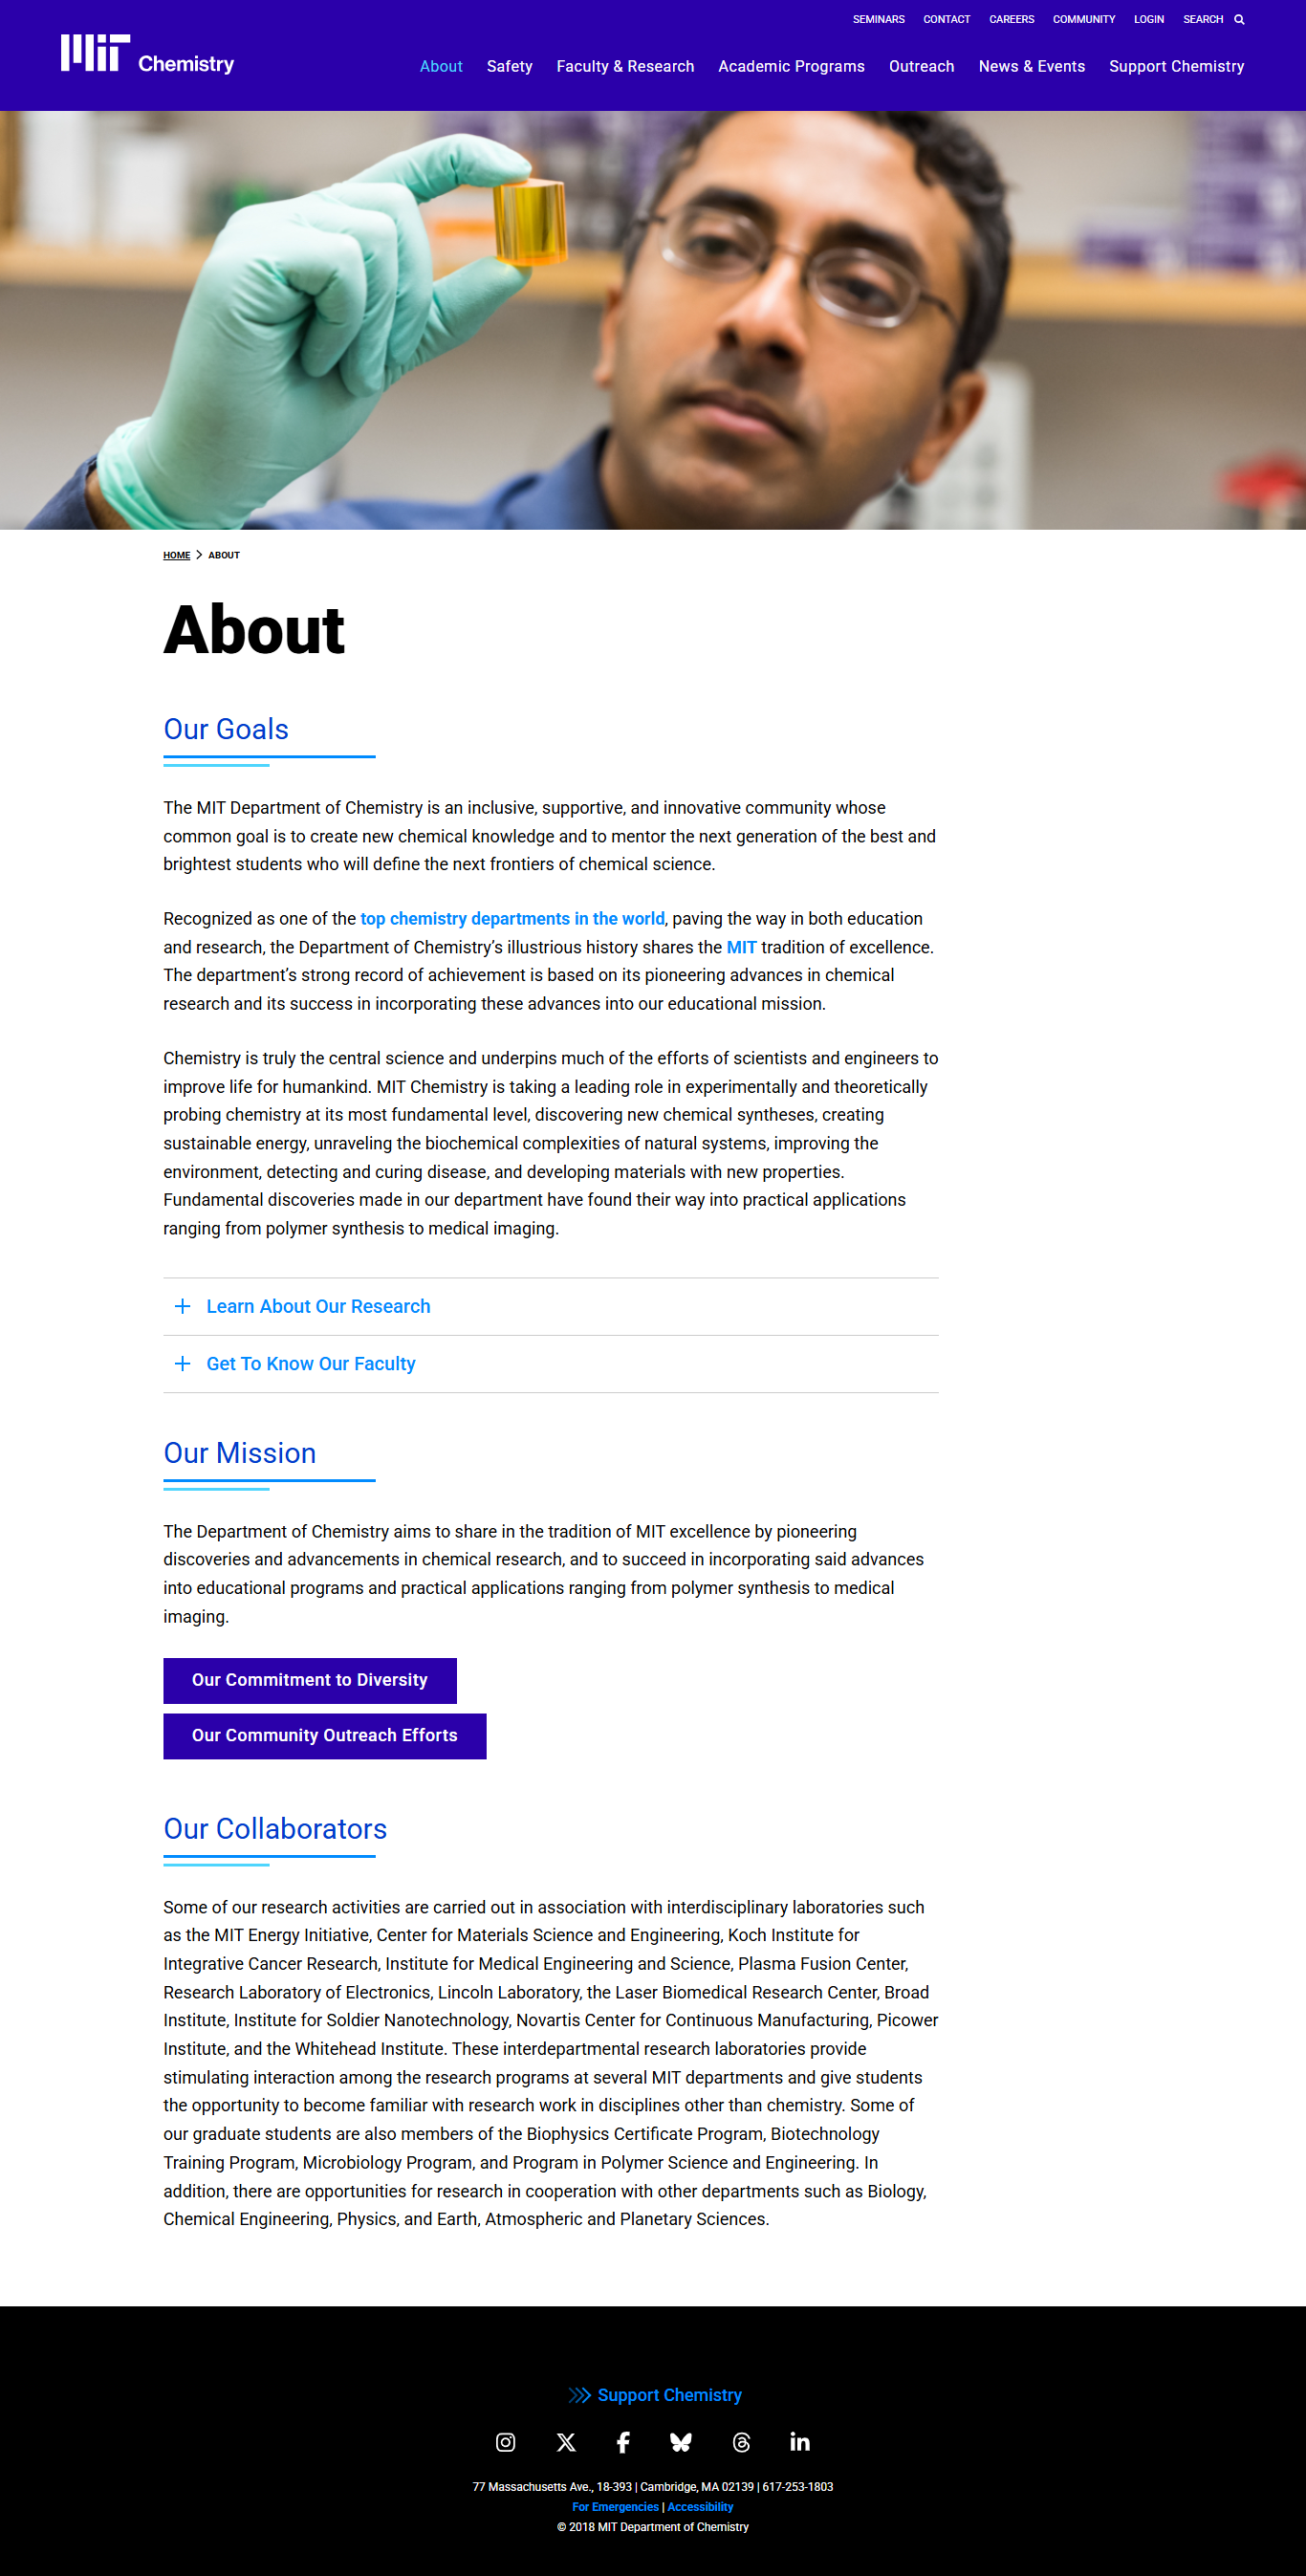 SEMINARS CONTACT CAREERS COMMUNITY LOGIN SEARCH
MIT Chemistry
About Safety Faculty & Research Academic Programs Outreach News & Events Support Chemistry
HOME ABOUT
About
Our Goals
The MIT Department of Chemistry is an inclusive, supportive, and innovative community whose
common goal is to create new chemical knowledge and to mentor the next generation of the best and
brightest students who will define the next frontiers of chemical science.
Recognized as one of the top chemistry departments in the world, paving the way in both education
and research, the Department of Chemistry’s illustrious history shares the MIT tradition of excellence.
The department’s strong record of achievement is based on its pioneering advances in chemical
research and its success in incorporating these advances into our educational mission.
Chemistry is truly the central science and underpins much of the efforts of scientists and engineers to
improve life for humankind. MIT Chemistry is taking a leading role in experimentally and theoretically
probing chemistry at its most fundamental level, discovering new chemical syntheses, creating
sustainable energy, unraveling the biochemical complexities of natural systems, improving the
environment, detecting and curing disease, and developing materials with new properties.
Fundamental discoveries made in our department have found their way into practical applications
ranging from polymer synthesis to medical imaging.
Learn About Our Research
Get To Know Our Faculty
Our Mission
The Department of Chemistry aims to share in the tradition of MIT excellence by pioneering
discoveries and advancements in chemical research, and to succeed in incorporating said advances
into educational programs and practical applications ranging from polymer synthesis to medical
imaging.
Our Commitment to Diversity
Our Community Outreach Efforts
Our Collaborators
Some of our research activities are carried out in association with interdisciplinary laboratories such
as the MIT Energy Initiative, Center for Materials Science and Engineering, Koch Institute for
Integrative Cancer Research, Institute for Medical Engineering and Science, Plasma Fusion Center,
Research Laboratory of Electronics, Lincoln Laboratory, the Laser Biomedical Research Center, Broad
Institute, Institute for Soldier Nanotechnology, Novartis Center for Continuous Manufacturing, Picower
Institute, and the Whitehead Institute. These interdepartmental research laboratories provide
stimulating interaction among the research programs at several MIT departments and give students
the opportunity to become familiar with research work in disciplines other than chemistry. Some of
our graduate students are also members of the Biophysics Certificate Program, Biotechnology
Training Program, Microbiology Program, and Program in Polymer Science and Engineering. In
addition, there are opportunities for research in cooperation with other departments such as Biology,
Chemical Engineering, Physics, and Earth, Atmospheric and Planetary Sciences.
Support Chemistry
77 Massachusetts Ave., 18-393 | Cambridge, MA 02139 | 617-253-1803
For Emergencies | Accessibility
© 2018 MIT Department of Chemistry